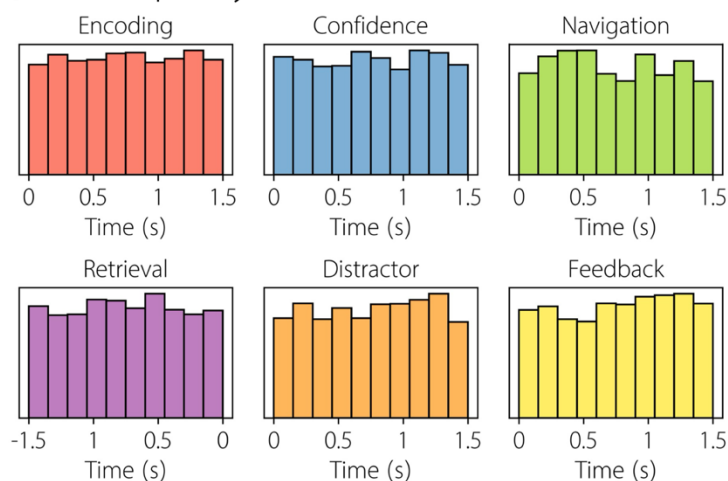 Encoding Confidence Navigation
0 0.5 1 1.5 0 0.5 1 1.5 0 0.5 1 1.5
Time (s) Time (s) Time (s)
Retrieval Distractor Feedback
-1.5 1 0.5 0 0 0.5 1 1.5 0 0.5 1 1.5
Time (s) Time (s) Time (s)